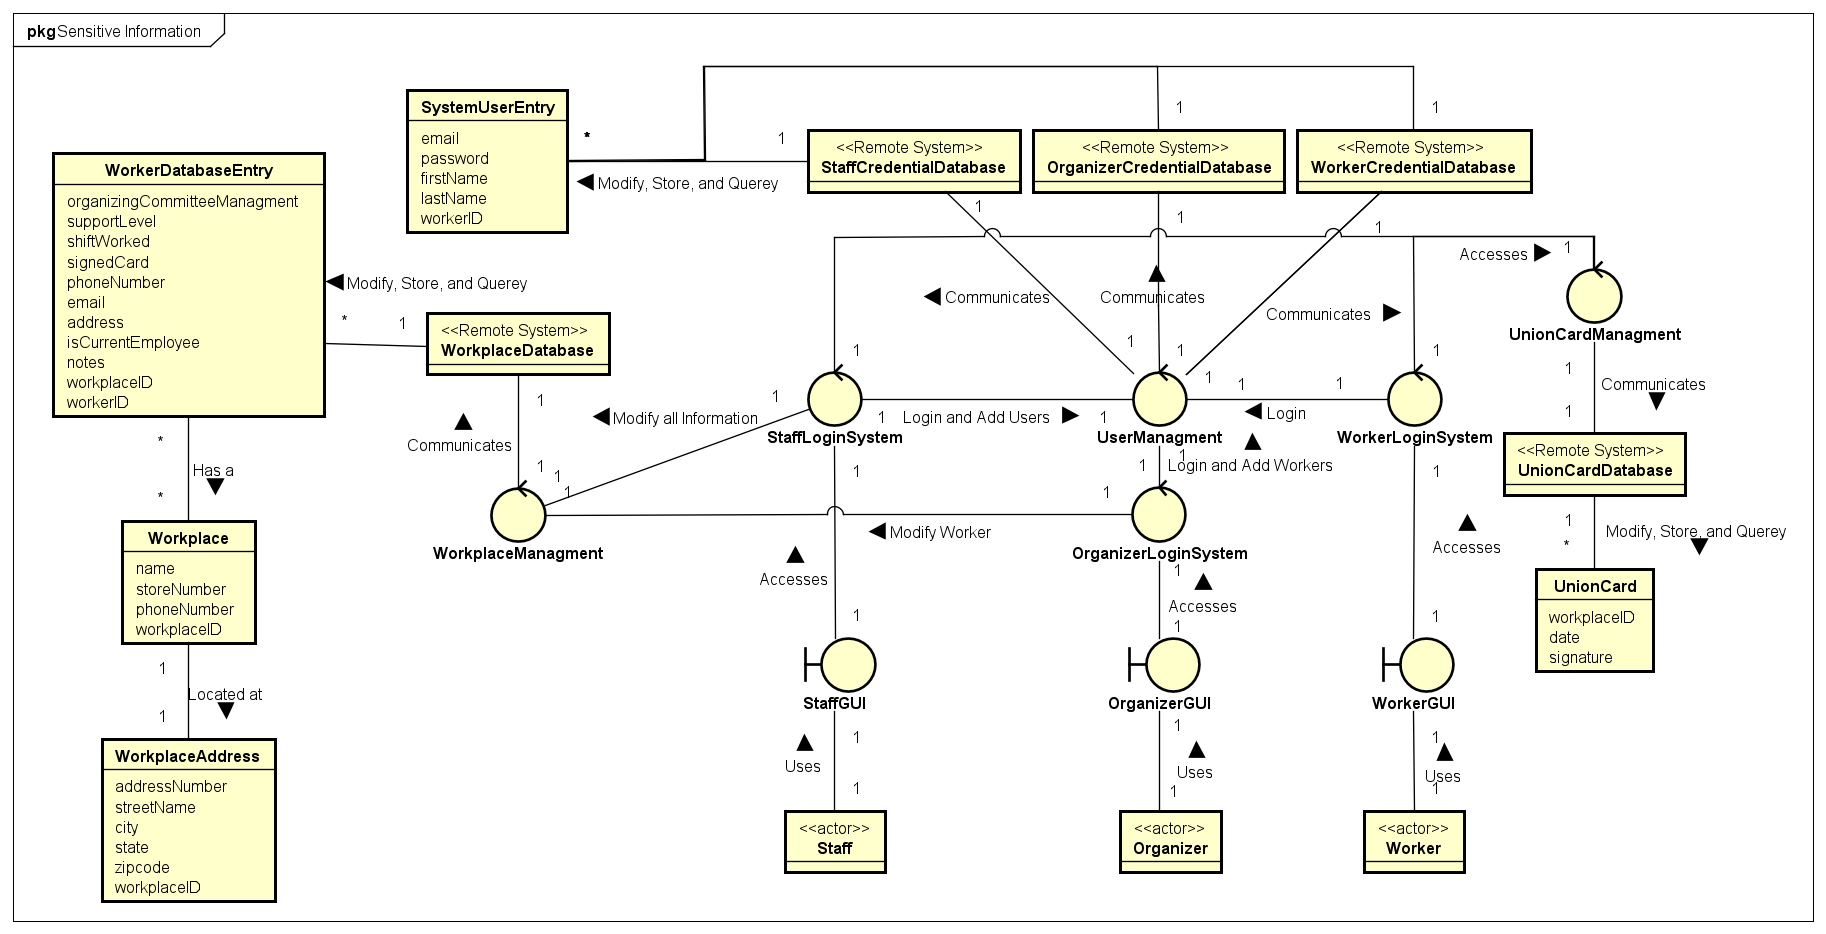 pkg Sensitive Information
SystemUserEntry
email
password
firstName
lastName
workerID
*
1
Modify, Store, and Querey
<<Remote System>>
StaffCredentialDatabase
1
<<Remote System>>
OrganizerCredentialDatabase
1
<<Remote System>>
WorkerCredentialDatabase
1
1
1
WorkerDatabaseEntry
organizingCommitteeManagment
supportLevel
shiftWorked
signedCard
phoneNumber
email
address
isCurrentEmployee
notes
workplaceID
workerID
Modify, Store, and Querey
*
1
<<Remote System>>
WorkplaceDatabase
1
Communicates
1
Communicates
Communicates
Communicates
Accesses
1
UnionCardManagment
1
Communicates
1
<<Remote System>>
UnionCardDatabase
1
Modify, Store, and Querey
*
UnionCard
workplaceID
date
signature
1
1
1
1
1
Modify all Information
1
StaffLoginSystem
1
Login and Add Users
1
UserManagment
1
Login
1
WorkerLoginSystem
1
Login and Add Workers
1
1
1
WorkplaceManagment
1
Modify Worker
1
OrganizerLoginSystem
*
Has a
*
Workplace
name
storeNumber
phoneNumber
workplaceID
1
Located at
1
WorkplaceAddress
addressNumber
streetName
city
state
zipcode
workplaceID
1
Accesses
1
StaffGUI
1
Uses
1
<<actor>>
Staff
1
Accesses
1
OrganizerGUI
1
Uses
1
<<actor>>
Organizer
1
Accesses
1
WorkerGUI
1
Uses
1
<<actor>>
Worker